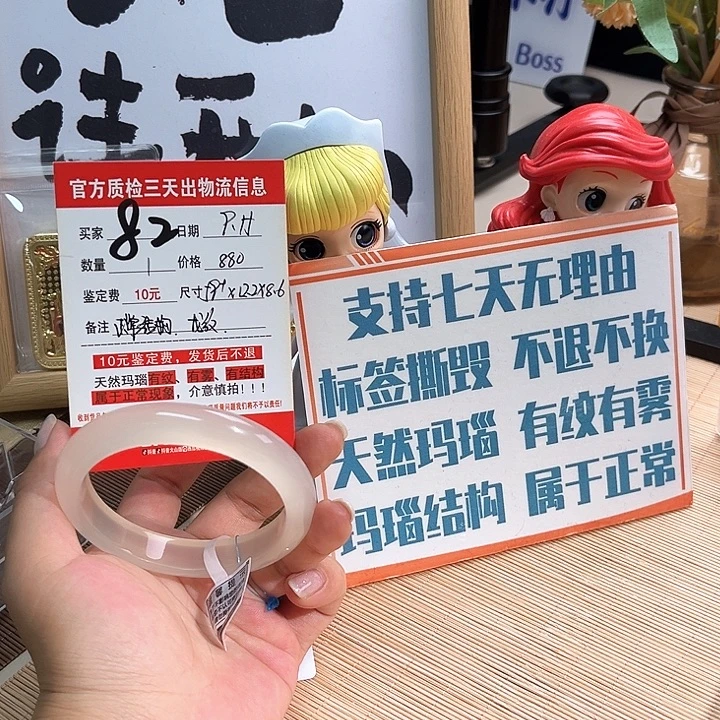 Boss
官方质检三天出物流信息
买家 82 日期 P.H
数量 1 价格 880
鉴定费 10元 尺寸
备注
10元鉴定费，发货后不退
天然玛瑙有纹、有雾、有结构
属于正常现象，介意慎拍！！！
支持七天无理由
标签撕毁 不退不换
天然玛瑙 有纹有雾
玛瑙结构 属于正常